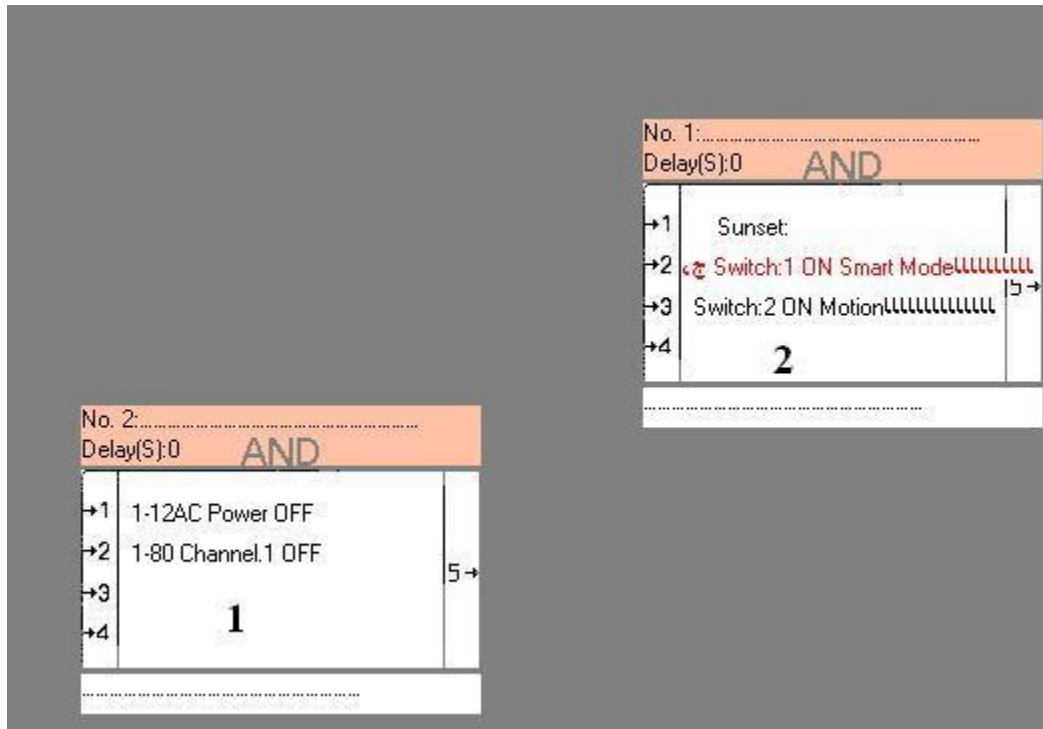 No. 1:
Delay(S):0 AND
→1 Sunset:
→2 Switch:1 ON Smart Mode
→3 Switch:2 ON Motion
→4
5→
2
No. 2:
Delay(S):0 AND
→1 1-12AC Power OFF
→2 1-80 Channel.1 OFF
→3
→4
5→
1